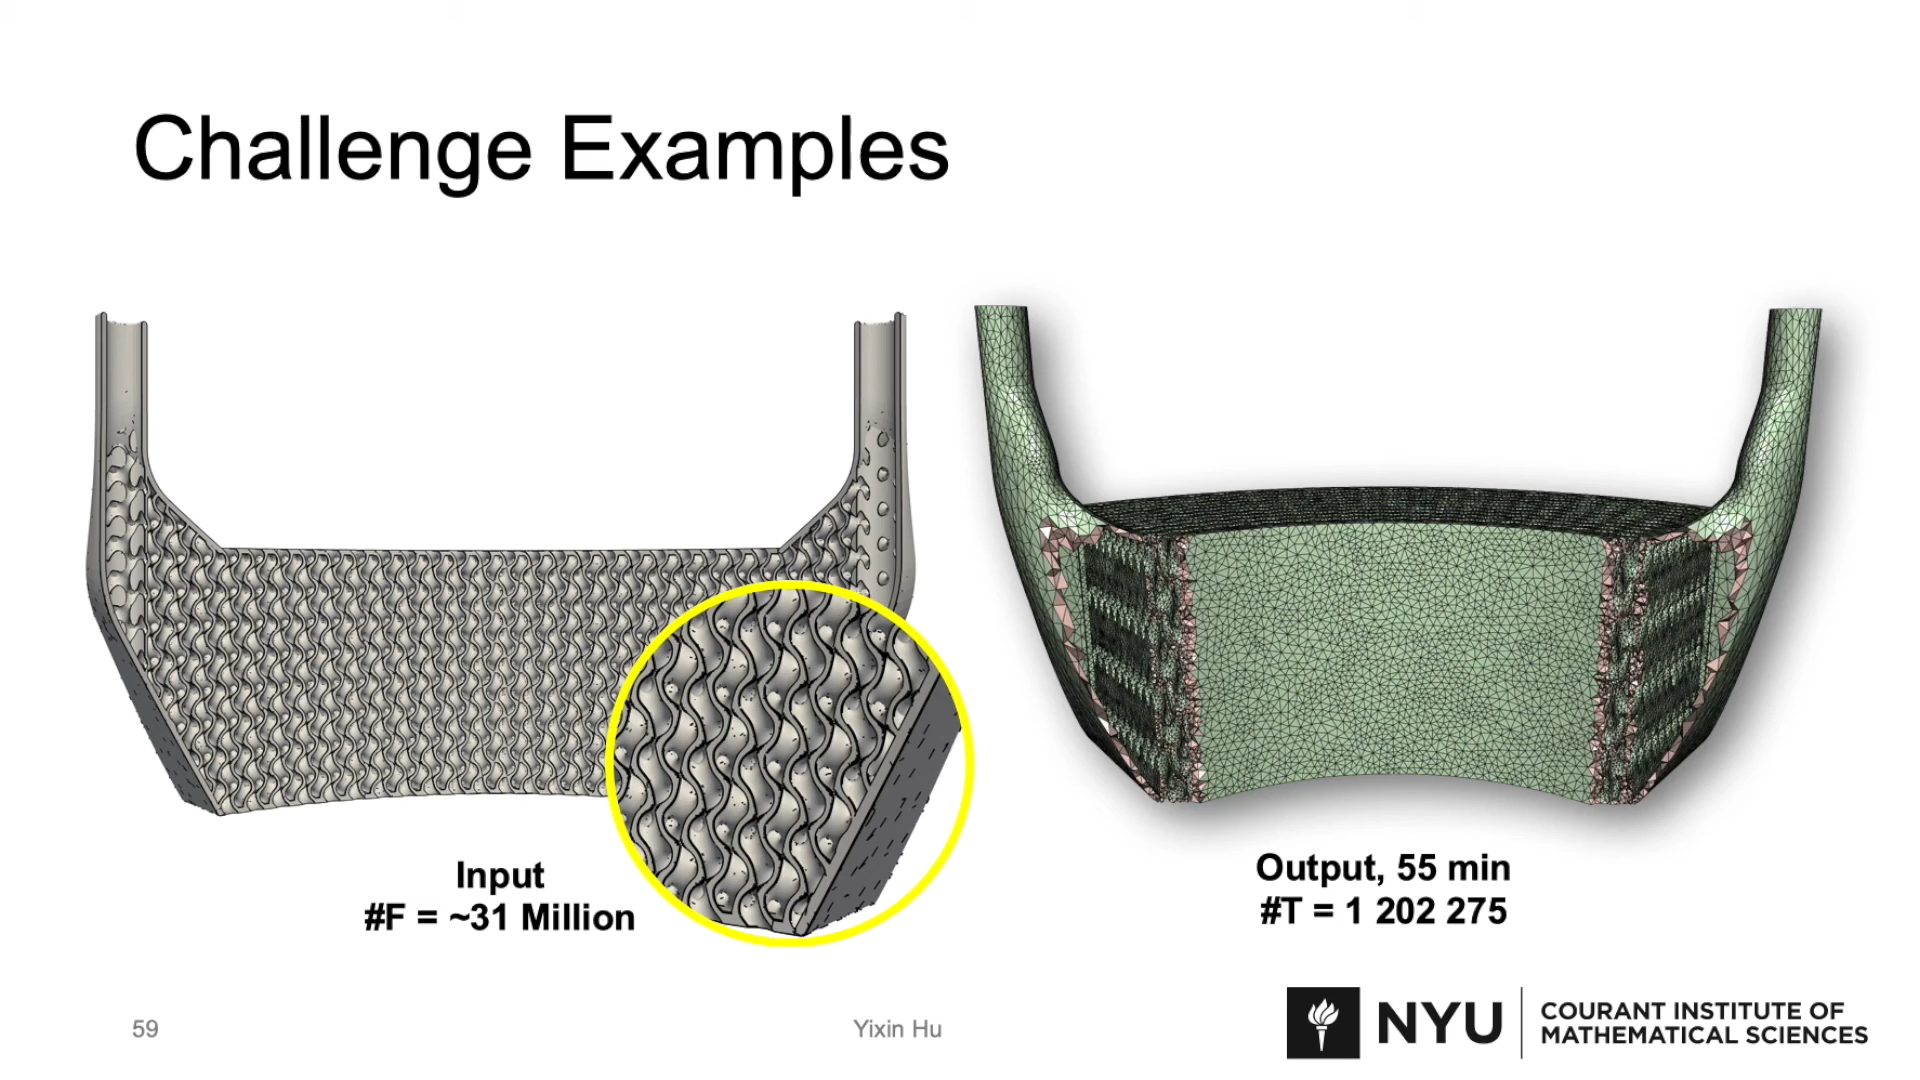 Challenge Examples
Input
#F = ~31 Million
Output, 55 min
#T = 1 202 275
59
Yixin Hu
NYU
COURANT INSTITUTE OF
MATHEMATICAL SCIENCES